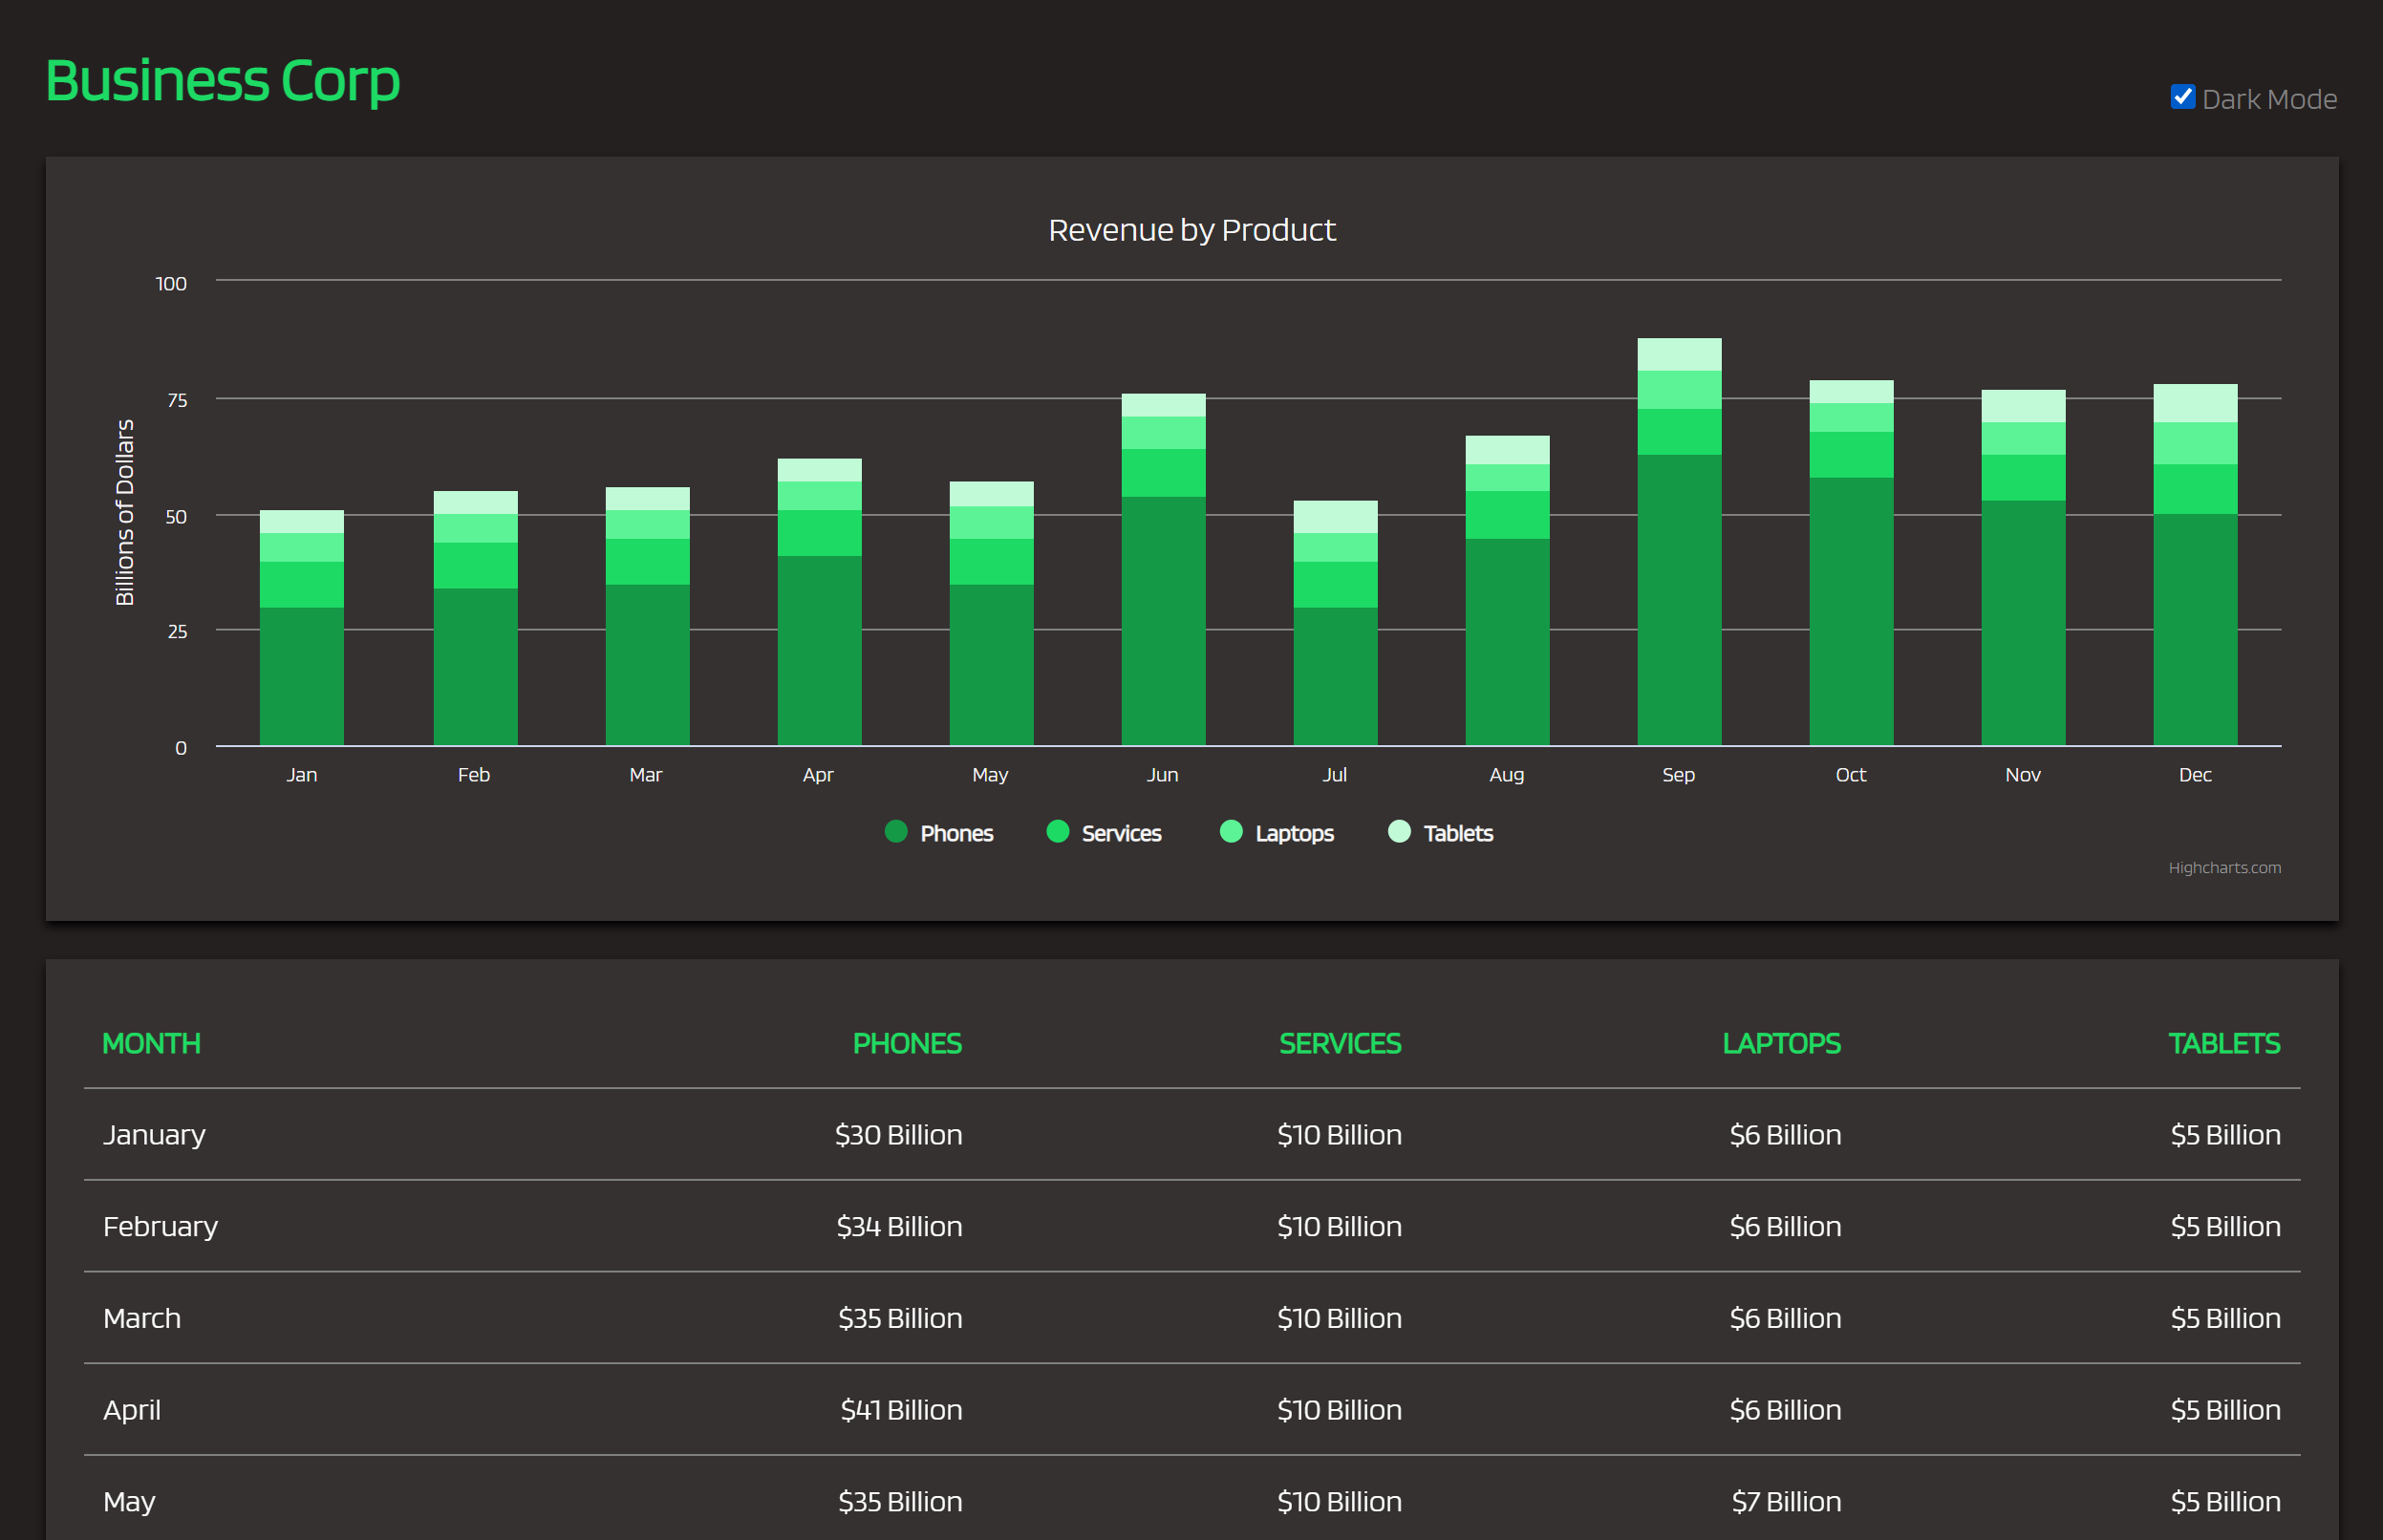 Business Corp
Dark Mode
Revenue by Product
Billions of Dollars
100
75
50
25
0
Jan Feb Mar Apr May Jun Jul Aug Sep Oct Nov Dec
Phones Services Laptops Tablets
Highcharts.com
MONTH PHONES SERVICES LAPTOPS TABLETS
January $30 Billion $10 Billion $6 Billion $5 Billion
February $34 Billion $10 Billion $6 Billion $5 Billion
March $35 Billion $10 Billion $6 Billion $5 Billion
April $41 Billion $10 Billion $6 Billion $5 Billion
May $35 Billion $10 Billion $7 Billion $5 Billion